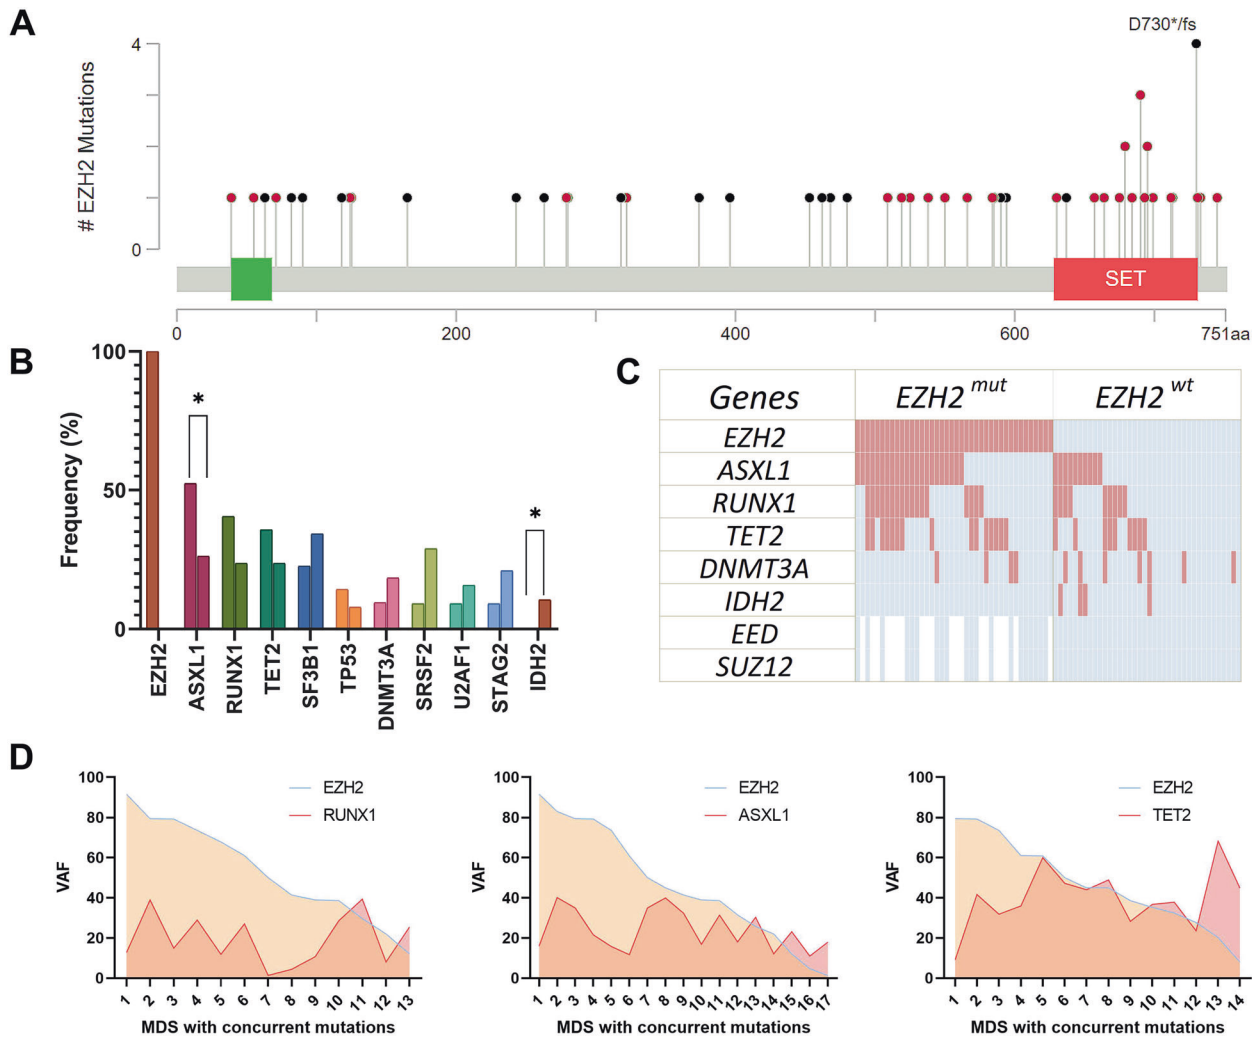 A
D730*/fs
# EZH2 Mutations
4
0
SET
0 200 400 600 751aa
B
Frequency (%)
100
50
0
*
*
EZH2 ASXL1 RUNX1 TET2 SF3B1 TP53 DNMT3A SRSF2 U2AF1 STAG2 IDH2
C
Genes EZH2 mut EZH2 wt
EZH2
ASXL1
RUNX1
TET2
DNMT3A
IDH2
EED
SUZ12
D
VAF
100
80
60
40
20
0
EZH2
RUNX1
1 2 3 4 5 6 7 8 9 10 11 12 13
MDS with concurrent mutations
VAF
100
80
60
40
20
0
EZH2
ASXL1
1 2 3 4 5 6 7 8 9 10 11 12 13 14 15 16 17
MDS with concurrent mutations
VAF
100
80
60
40
20
0
EZH2
TET2
1 2 3 4 5 6 7 8 9 10 11 12 13 14
MDS with concurrent mutations